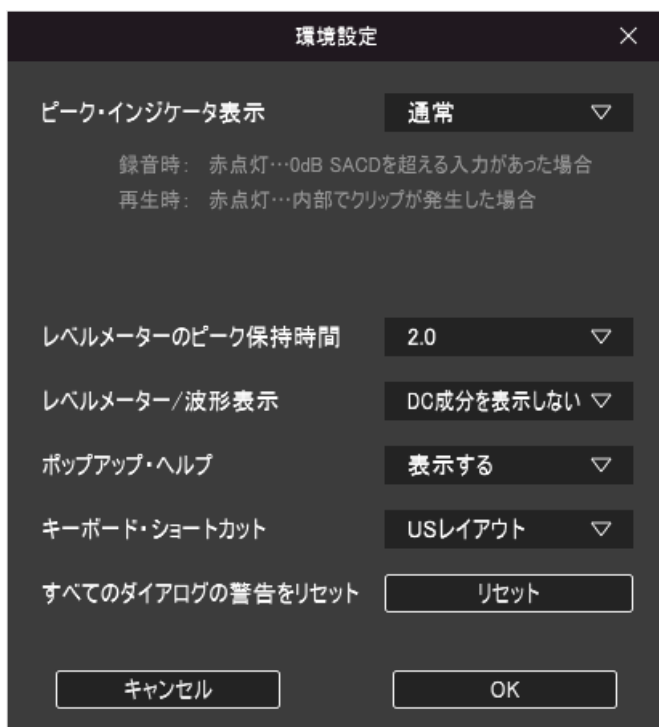 環境設定
ピーク・インジケータ表示 通常
録音時： 赤点灯…0dB SACDを超える入力があった場合
再生時： 赤点灯…内部でクリップが発生した場合
レベルメーターのピーク保持時間 2.0
レベルメーター/波形表示 DC成分を表示しない
ポップアップ・ヘルプ 表示する
キーボード・ショートカット USレイアウト
すべてのダイアログの警告をリセット リセット
キャンセル OK